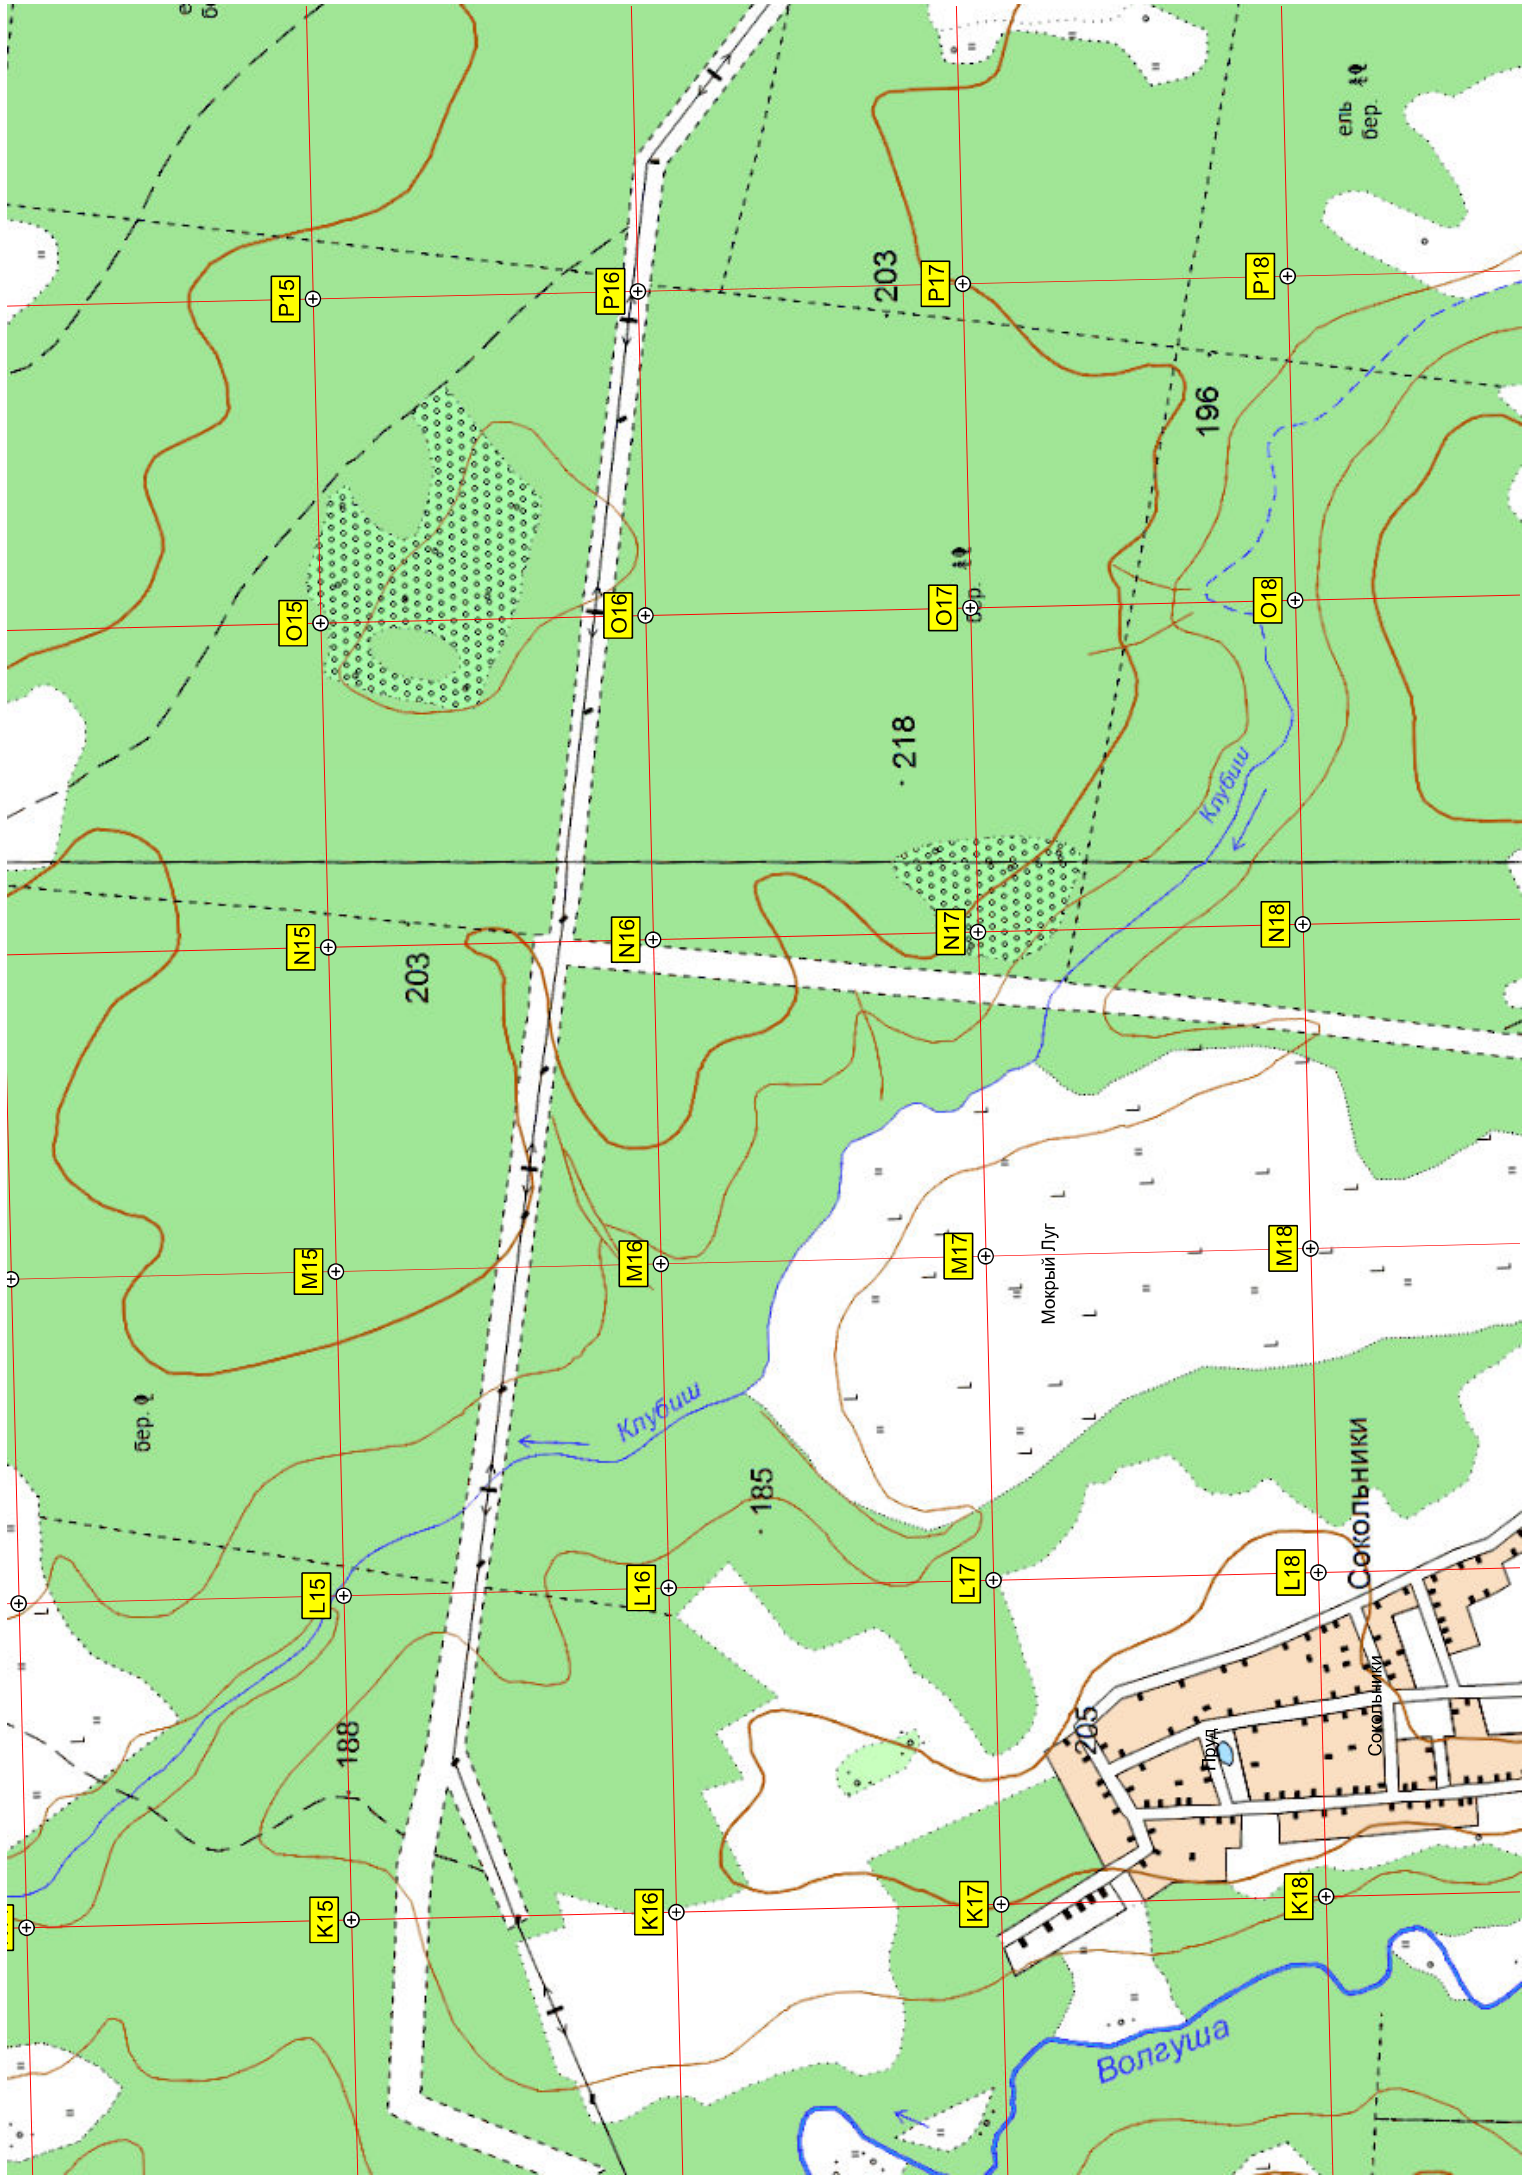 ель
бер.
P15
P16
203
P17
P18
196
O15
O16
O17
бер.
O18
218
Клубиш
N15
203
N16
N17
N18
M15
M16
M17
Мокрый Луг
M18
бер.
Клубиш
185
L15
L16
L17
L18
Сокольники
188
205
Пруд
Сокольники
K15
K16
K17
K18
Волгуша